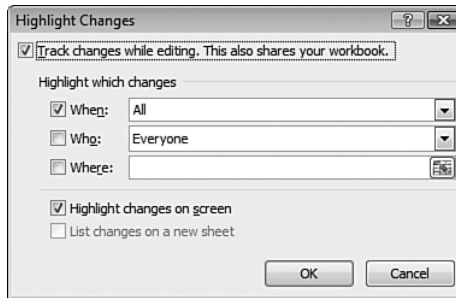 Highlight Changes
Track changes while editing. This also shares your workbook.
Highlight which changes
When: All
Who: Everyone
Where:
Highlight changes on screen
List changes on a new sheet
OK Cancel